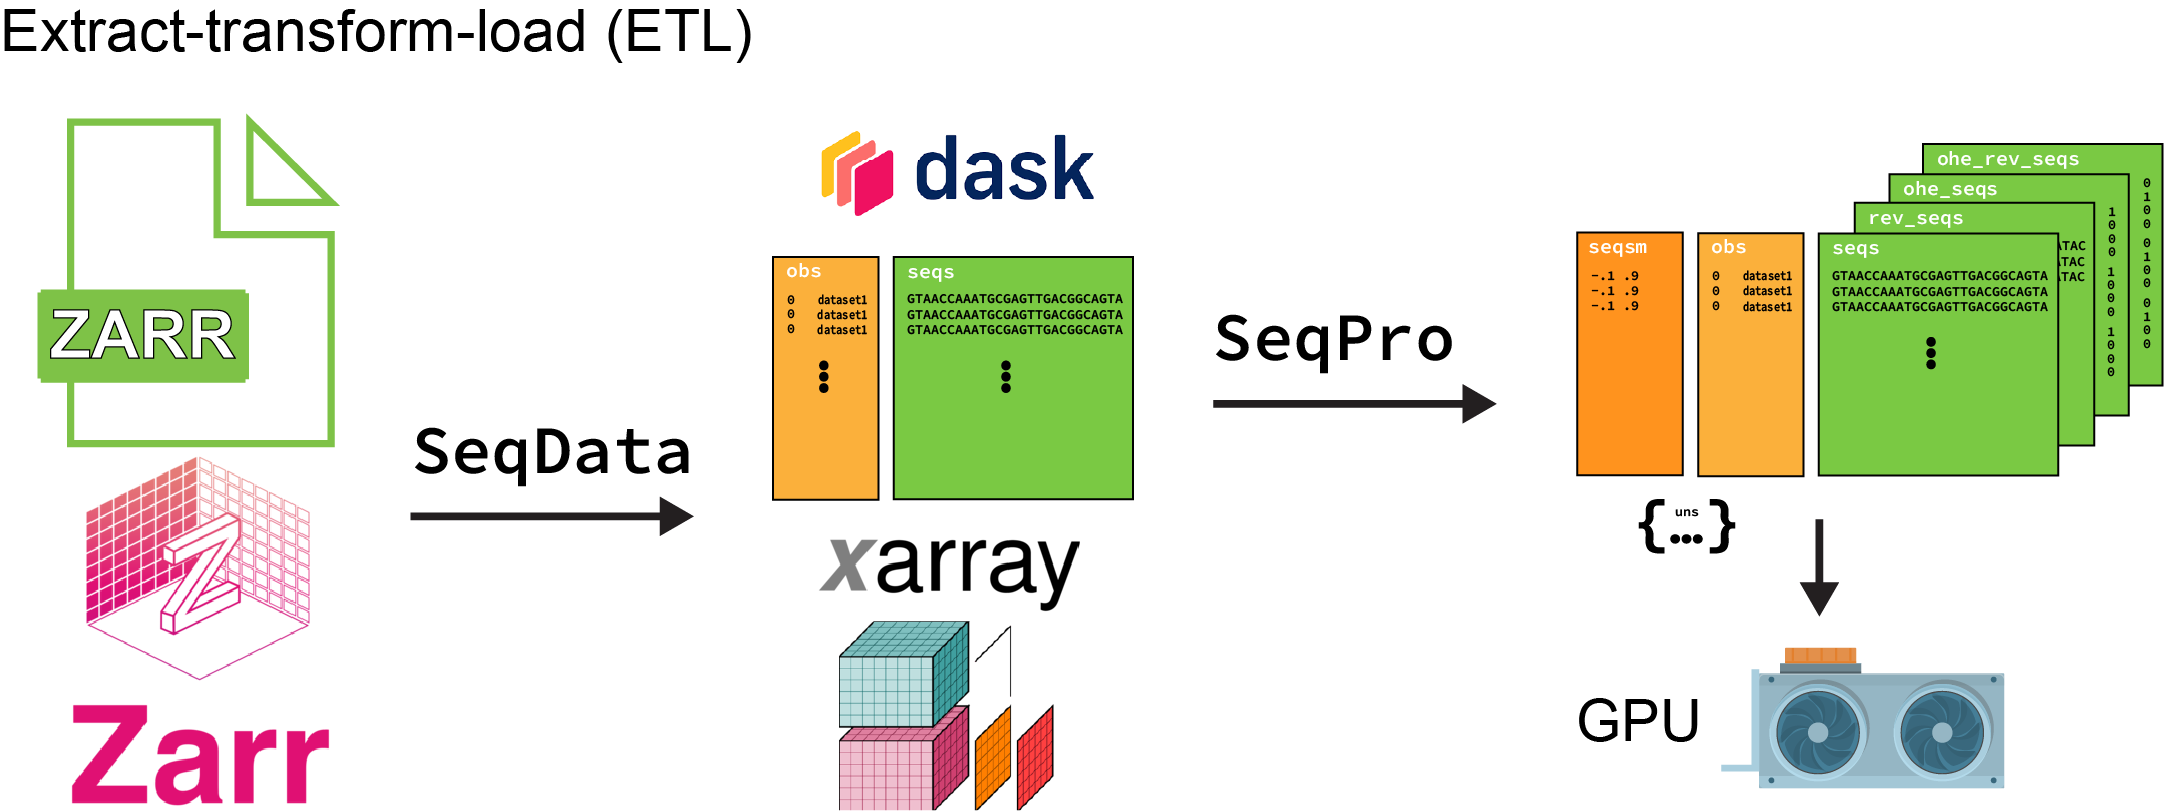 Extract-transform-load (ETL)
ZARR
Zarr
SeqData
dask
obs
0 dataset1
0 dataset1
0 dataset1
seqs
GTAACCAAATGCGAGTTGACGGCAGTA
GTAACCAAATGCGAGTTGACGGCAGTA
GTAACCAAATGCGAGTTGACGGCAGTA
xarray
SeqPro
seqsm
-.1 .9
-.1 .9
-.1 .9
obs
0 dataset1
0 dataset1
0 dataset1
seqs
GTAACCAAATGCGAGTTGACGGCAGTA
GTAACCAAATGCGAGTTGACGGCAGTA
GTAACCAAATGCGAGTTGACGGCAGTA
rev_seqs
ATAC
ATAC
ATAC
ohe_seqs
1
0
0
0
1
0
0
0
1
0
0
0
ohe_rev_seqs
0
1
0
0
0
1
0
0
0
1
0
0
{uns
...}
GPU